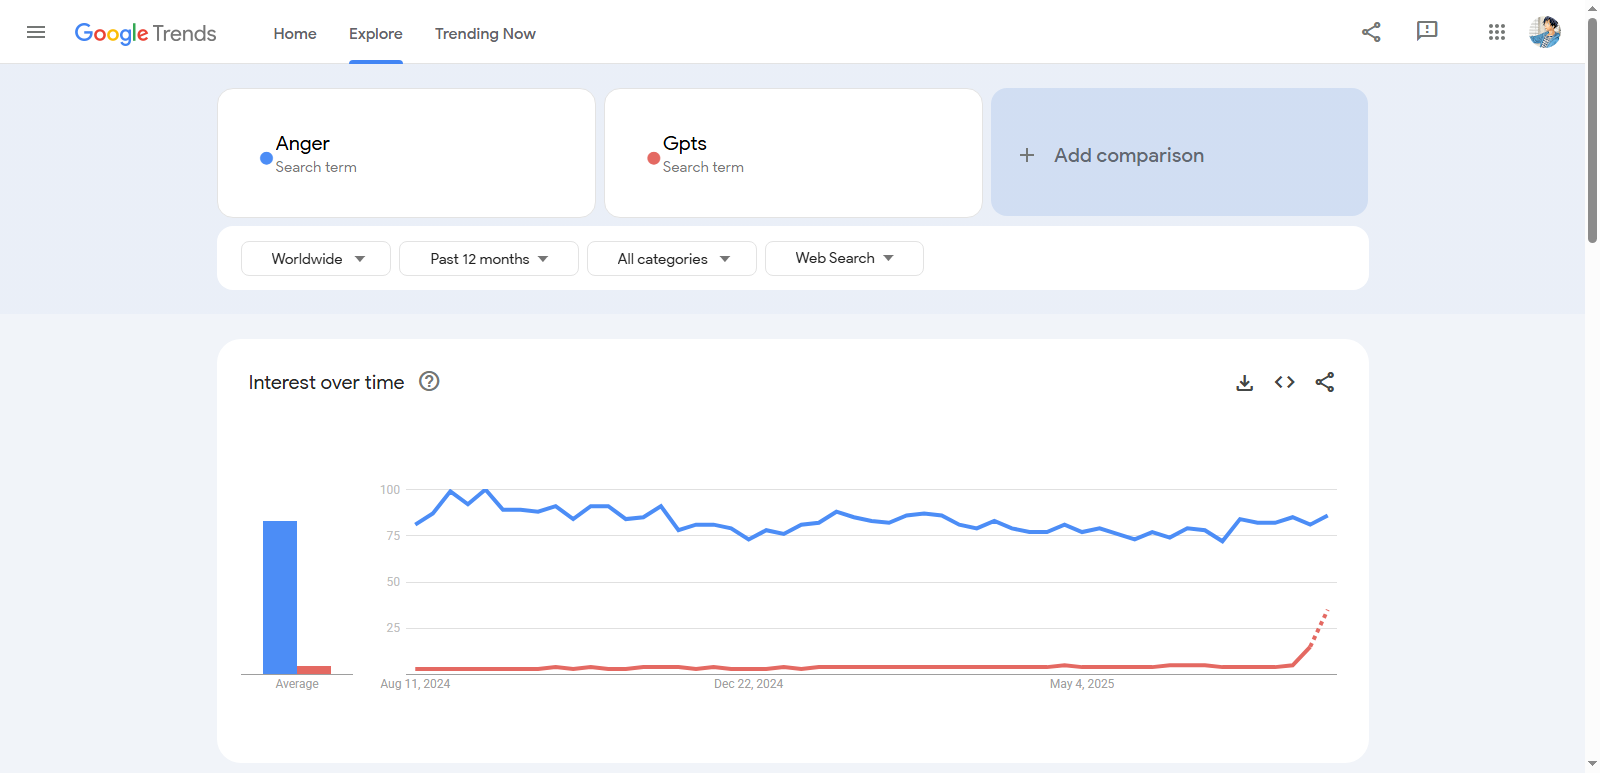 Google Trends Home Explore Trending Now
Anger
Search term
Gpts
Search term
+ Add comparison
Worldwide Past 12 months All categories Web Search
Interest over time ?
100
75
50
25
Average Aug 11, 2024 Dec 22, 2024 May 4, 2025